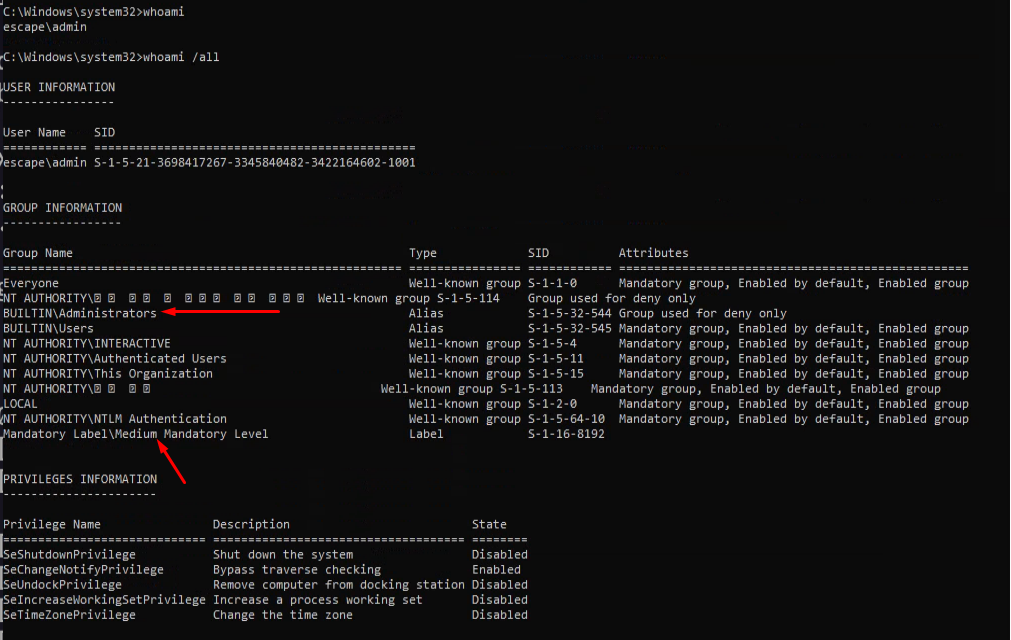 C:\Windows\system32>whoami
escape\admin
C:\Windows\system32>whoami /all
USER INFORMATION
----------------
User Name SID
============ ==============================================
escape\admin S-1-5-21-3698417267-3345840482-3422164602-1001
GROUP INFORMATION
-----------------
Group Name Type SID Attributes
========================================================= ================ ============ ==================================================
Everyone Well-known group S-1-1-0 Mandatory group, Enabled by default, Enabled group
NT AUTHORITY\ Well-known group S-1-5-114 Group used for deny only
BUILTIN\Administrators Alias S-1-5-32-544 Group used for deny only
BUILTIN\Users Alias S-1-5-32-545 Mandatory group, Enabled by default, Enabled group
NT AUTHORITY\INTERACTIVE Well-known group S-1-5-4 Mandatory group, Enabled by default, Enabled group
NT AUTHORITY\Authenticated Users Well-known group S-1-5-11 Mandatory group, Enabled by default, Enabled group
NT AUTHORITY\This Organization Well-known group S-1-5-15 Mandatory group, Enabled by default, Enabled group
NT AUTHORITY\ Well-known group S-1-5-113 Mandatory group, Enabled by default, Enabled group
LOCAL Well-known group S-1-2-0 Mandatory group, Enabled by default, Enabled group
NT AUTHORITY\NTLM Authentication Well-known group S-1-5-64-10 Mandatory group, Enabled by default, Enabled group
Mandatory Label\Medium Mandatory Level Label S-1-16-8192
PRIVILEGES INFORMATION
----------------------
Privilege Name Description State
============================= ==================================== ========
SeShutdownPrivilege Shut down the system Disabled
SeChangeNotifyPrivilege Bypass traverse checking Enabled
SeUndockPrivilege Remove computer from docking station Disabled
SeIncreaseWorkingSetPrivilege Increase a process working set Disabled
SeTimeZonePrivilege Change the time zone Disabled